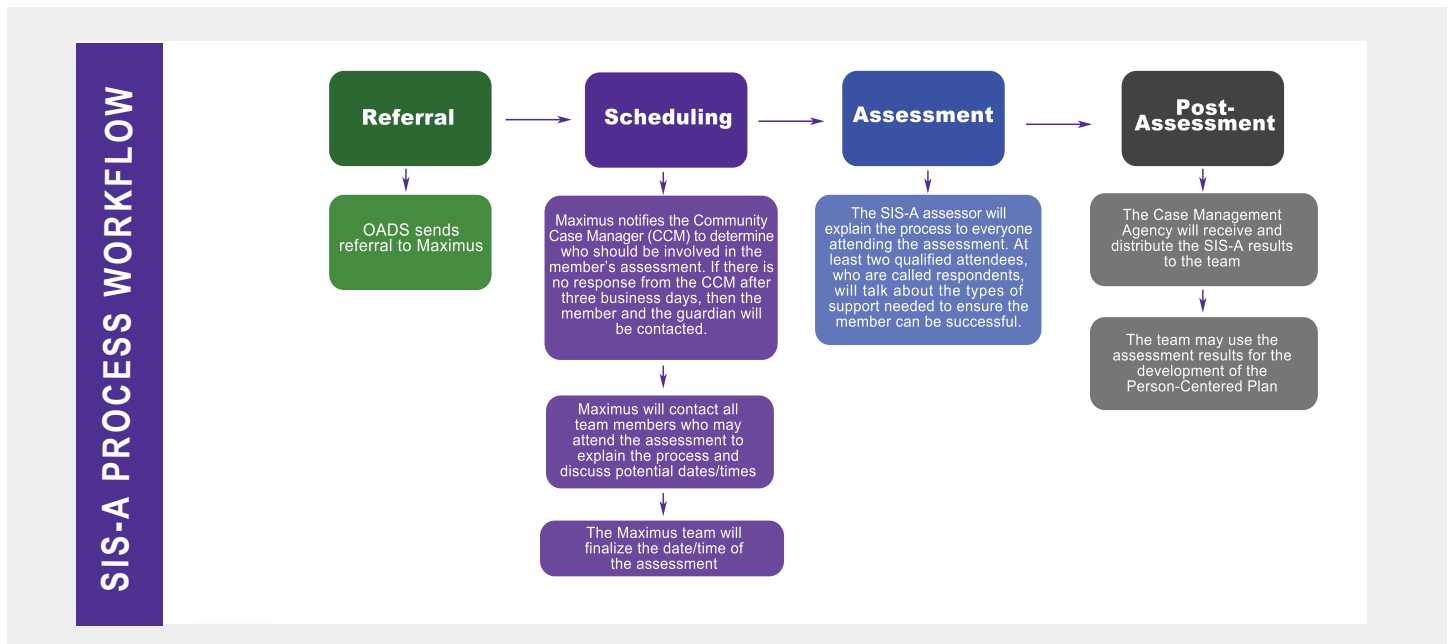 SIS-A PROCESS WORKFLOW
Referral
OADS sends
referral to Maximus
Scheduling
Maximus notifies the Community
Case Manager (CCM) to determine
who should be involved in the
member's assessment. If there is
no response from the CCM after
three business days, then the
member and the guardian will
be contacted.
Maximus will contact all
team members who may
attend the assessment to
explain the process and
discuss potential dates/times
The Maximus team will
finalize the date/time of
the assessment
Assessment
The SIS-A assessor will
explain the process to everyone
attending the assessment. At
least two qualified attendees,
who are called respondents,
will talk about the types of
support needed to ensure the
member can be successful.
Post-
Assessment
The Case Management
Agency will receive and
distribute the SIS-A results
to the team
The team may use the
assessment results for the
development of the
Person-Centered Plan